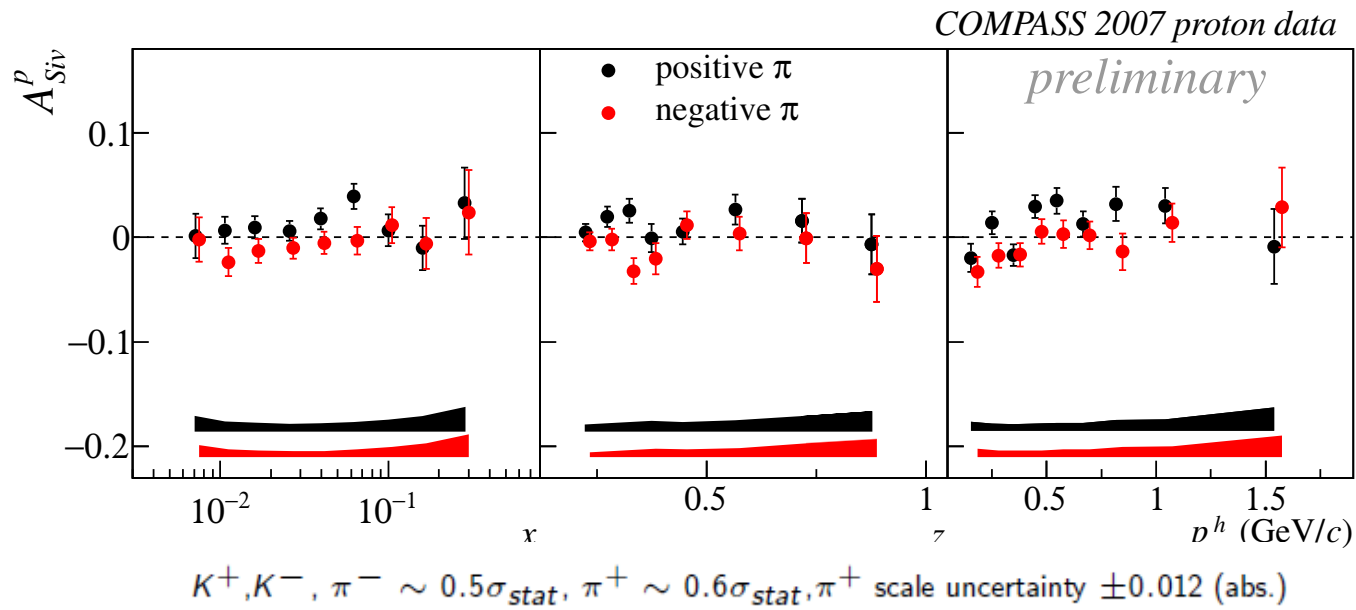 COMPASS 2007 proton data
A^p_Siv
positive π
negative π
preliminary
0.1
0
−0.1
−0.2
10⁻² 10⁻¹ 0.5 1 0.5 1 1.5
x z p^h (GeV/c)
K⁺,K⁻, π⁻ ∼ 0.5σ_stat, π⁺ ∼ 0.6σ_stat,π⁺ scale uncertainty ±0.012 (abs.)